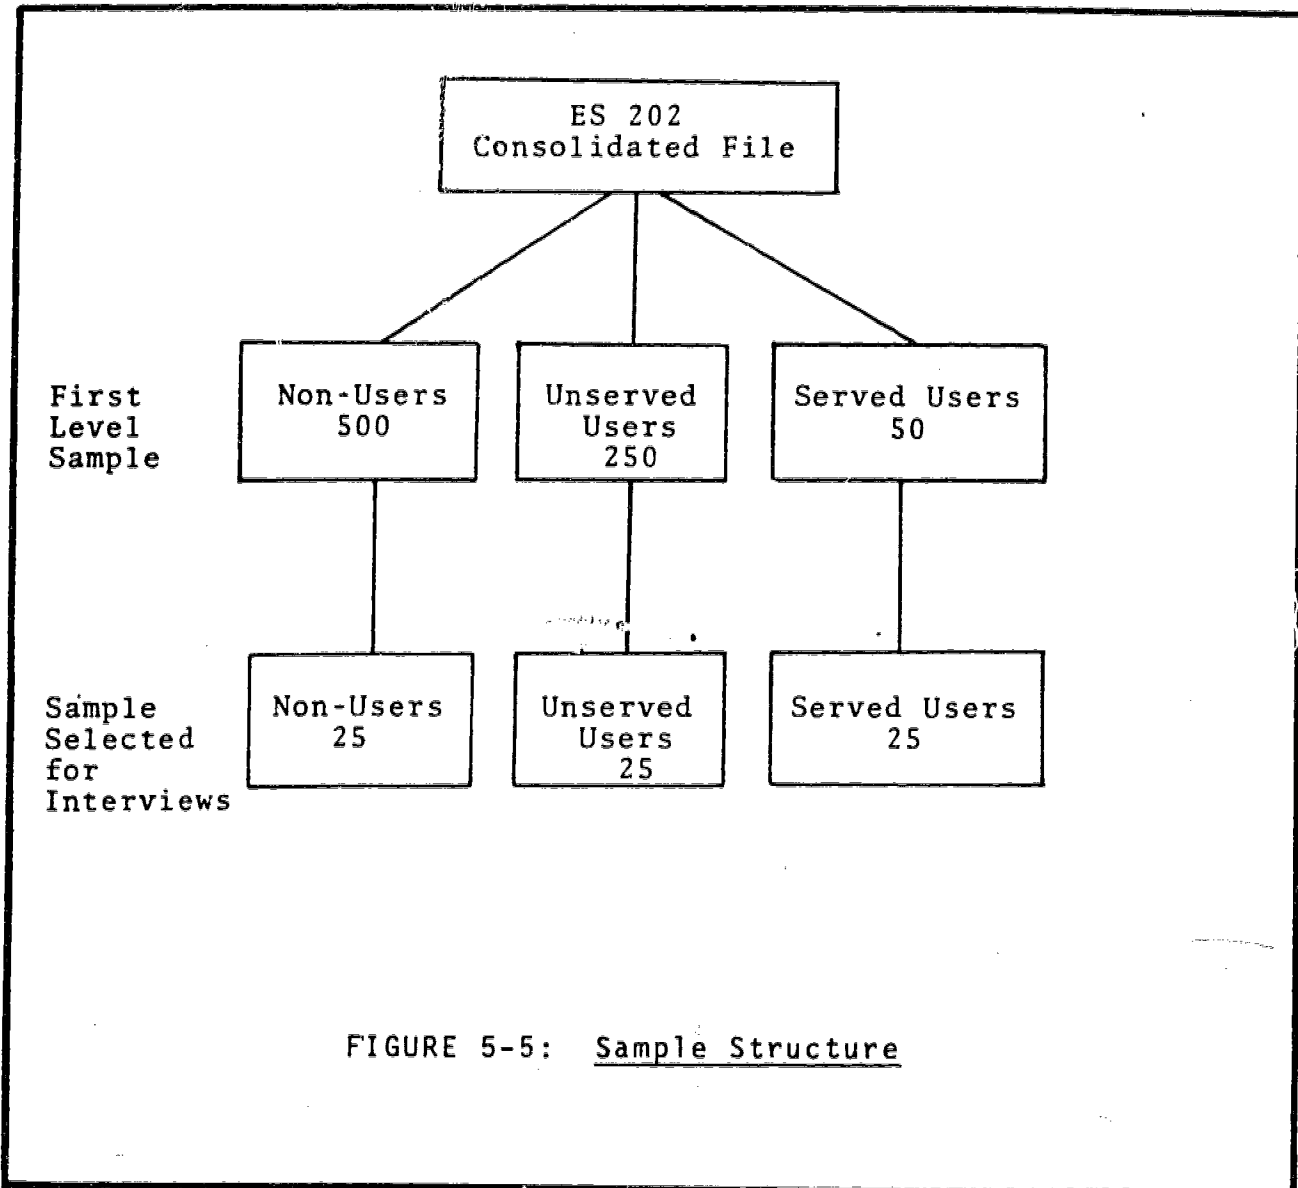 ES 202
Consolidated File
First
Level
Sample
Non-Users
500
Unserved
Users
250
Served Users
50
Sample
Selected
for
Interviews
Non-Users
25
Unserved
Users
25
Served Users
25
FIGURE 5-5: Sample Structure